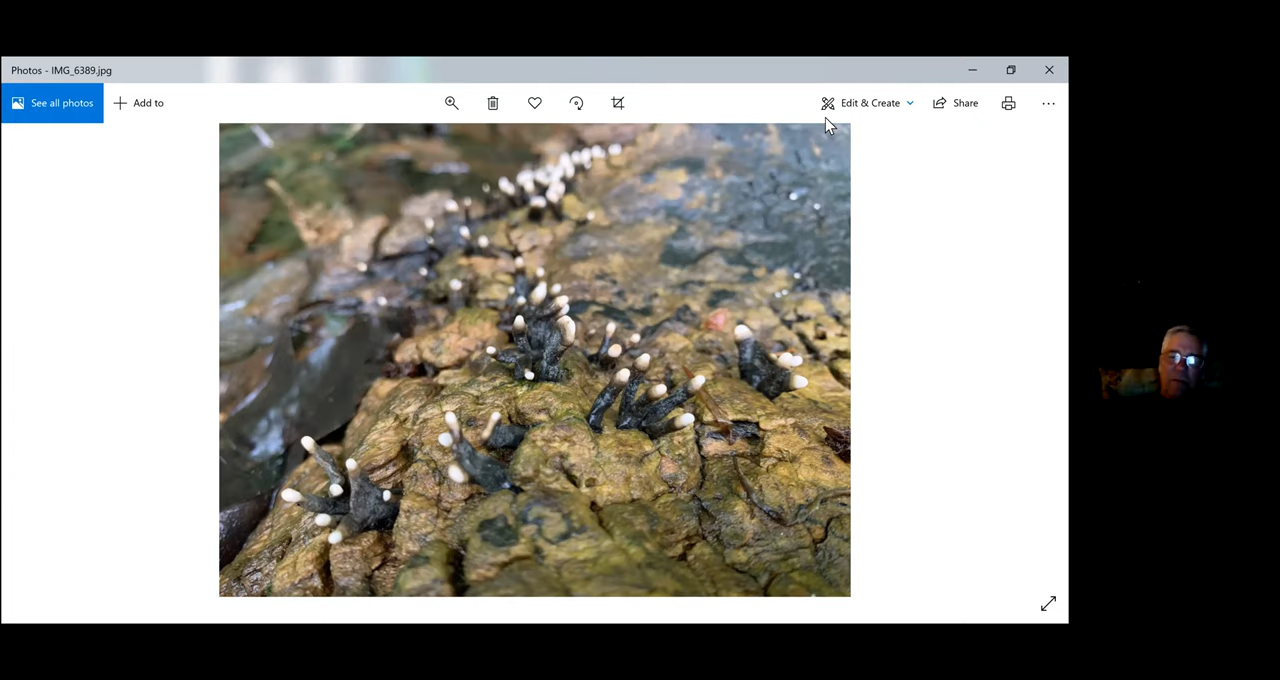 Photos - IMG_6389.jpg
See all photos
Add to
Edit & Create
Share